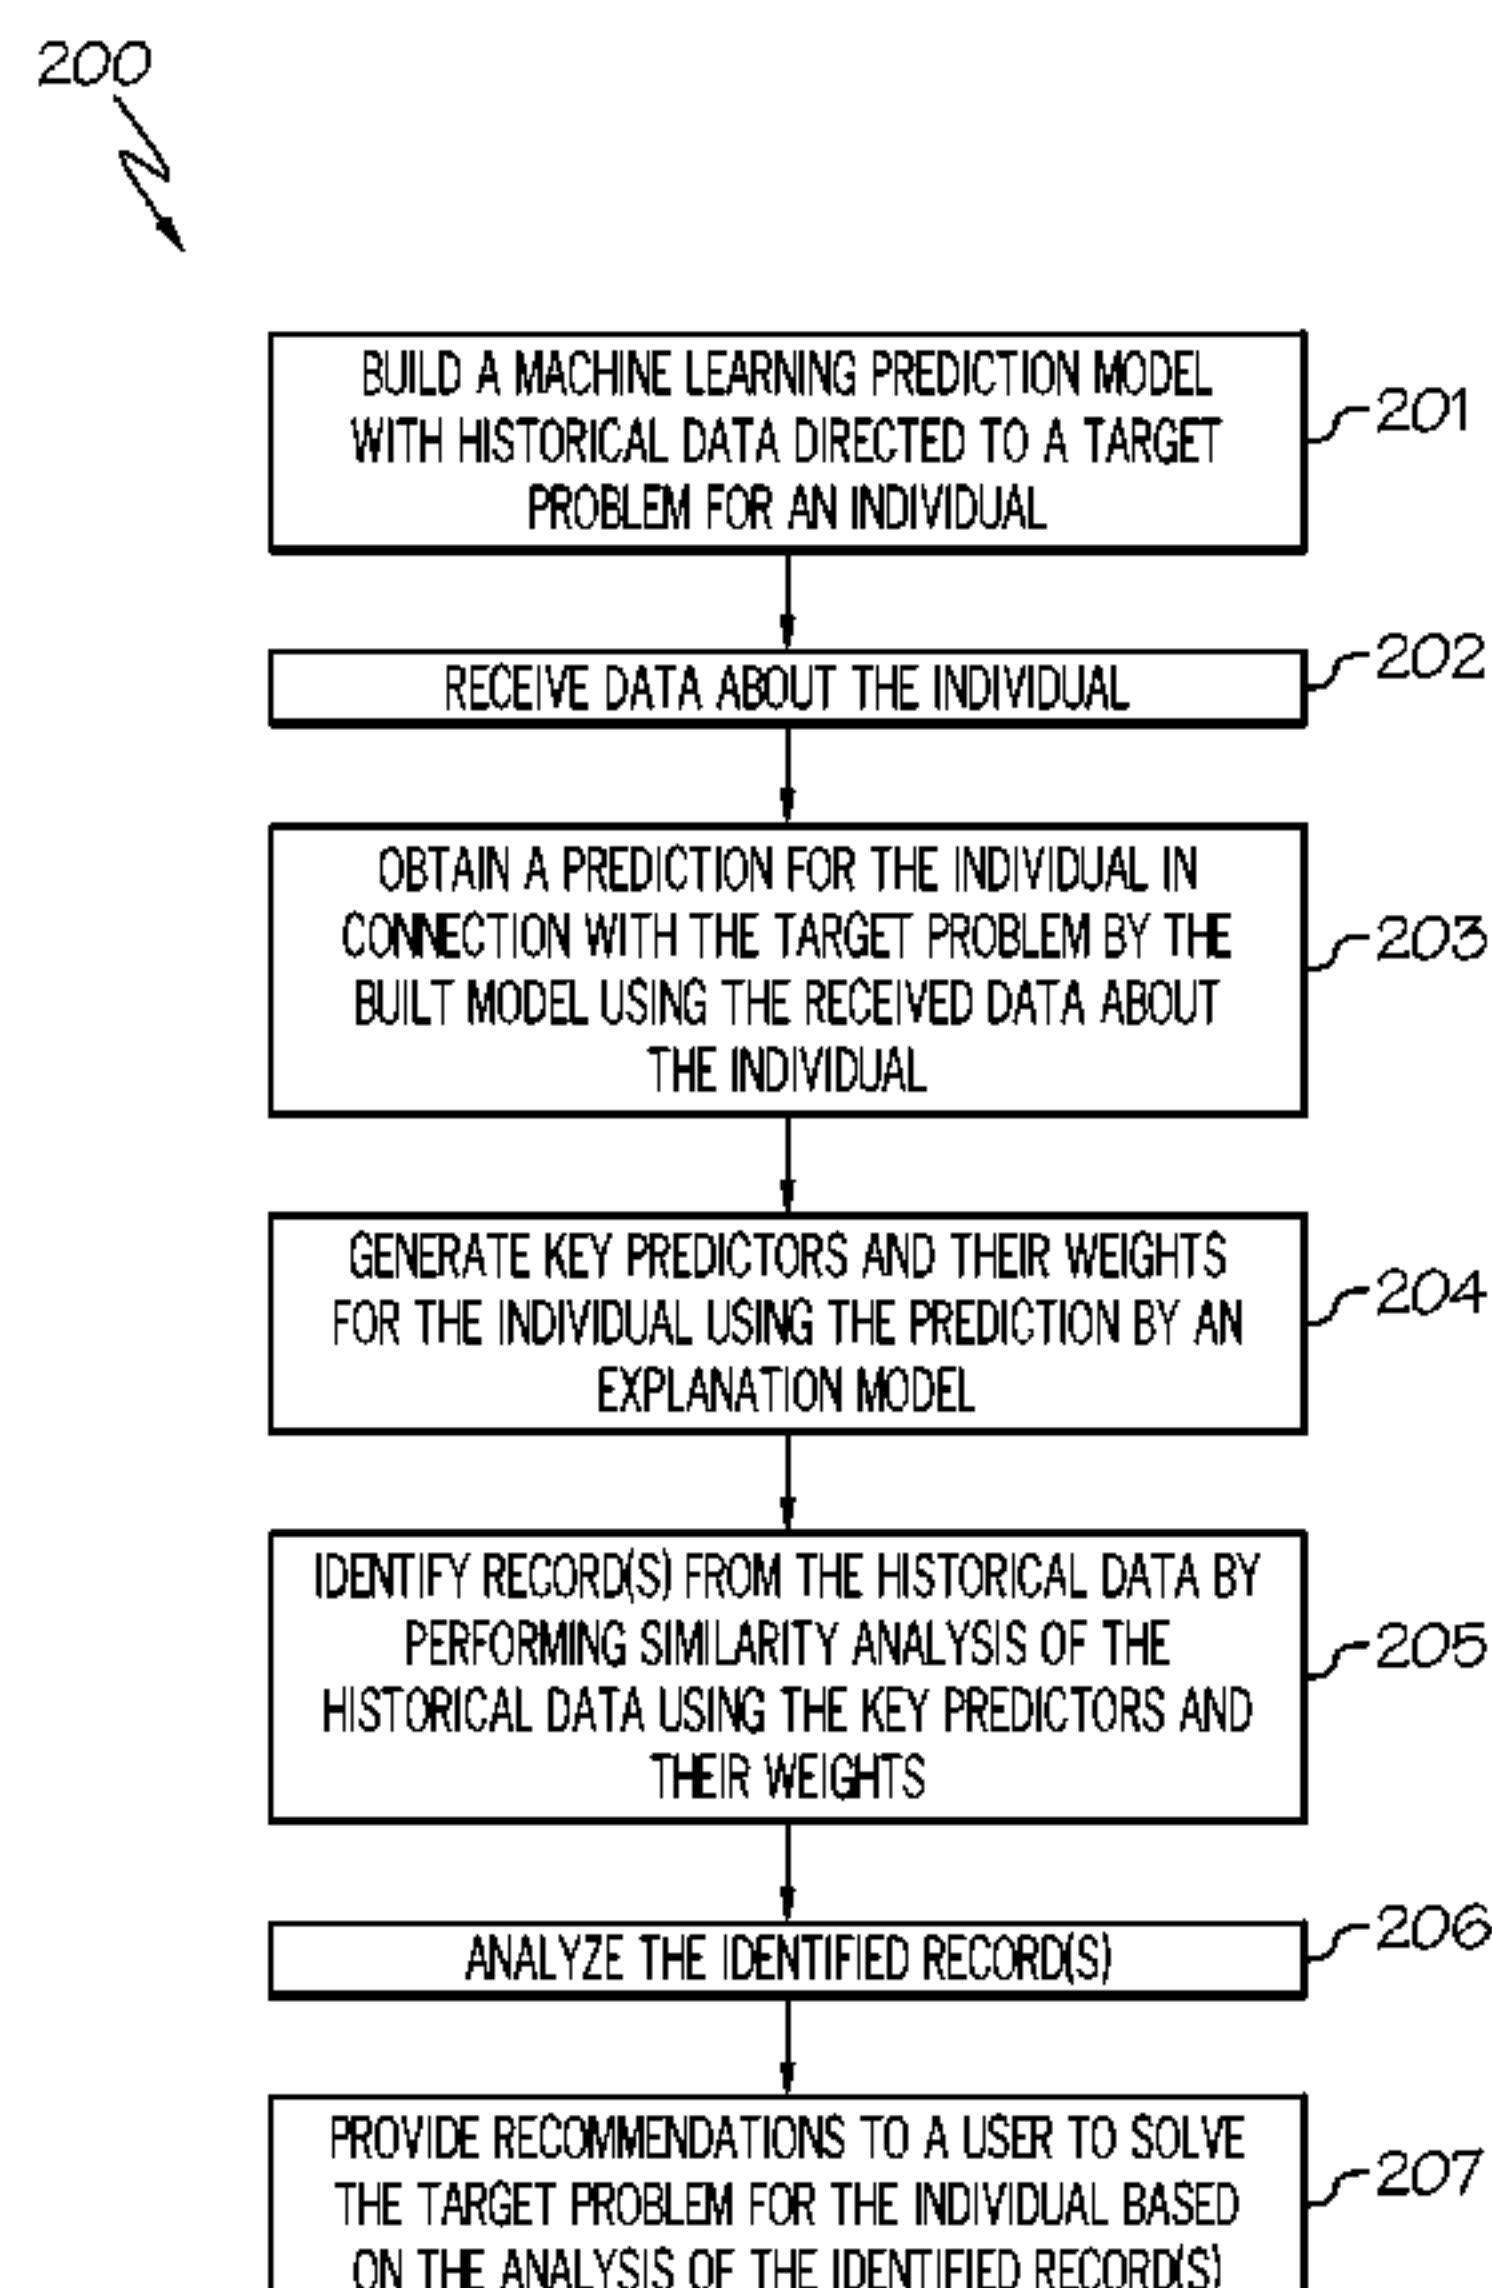 200
BUILD A MACHINE LEARNING PREDICTION MODEL
WITH HISTORICAL DATA DIRECTED TO A TARGET
PROBLEM FOR AN INDIVIDUAL
201
RECEIVE DATA ABOUT THE INDIVIDUAL
202
OBTAIN A PREDICTION FOR THE INDIVIDUAL IN
CONNECTION WITH THE TARGET PROBLEM BY THE
BUILT MODEL USING THE RECEIVED DATA ABOUT
THE INDIVIDUAL
203
GENERATE KEY PREDICTORS AND THEIR WEIGHTS
FOR THE INDIVIDUAL USING THE PREDICTION BY AN
EXPLANATION MODEL
204
IDENTIFY RECORD(S) FROM THE HISTORICAL DATA BY
PERFORMING SIMILARITY ANALYSIS OF THE
HISTORICAL DATA USING THE KEY PREDICTORS AND
THEIR WEIGHTS
205
ANALYZE THE IDENTIFIED RECORD(S)
206
PROVIDE RECOMMENDATIONS TO A USER TO SOLVE
THE TARGET PROBLEM FOR THE INDIVIDUAL BASED
ON THE ANALYSIS OF THE IDENTIFIED RECORD(S)
207